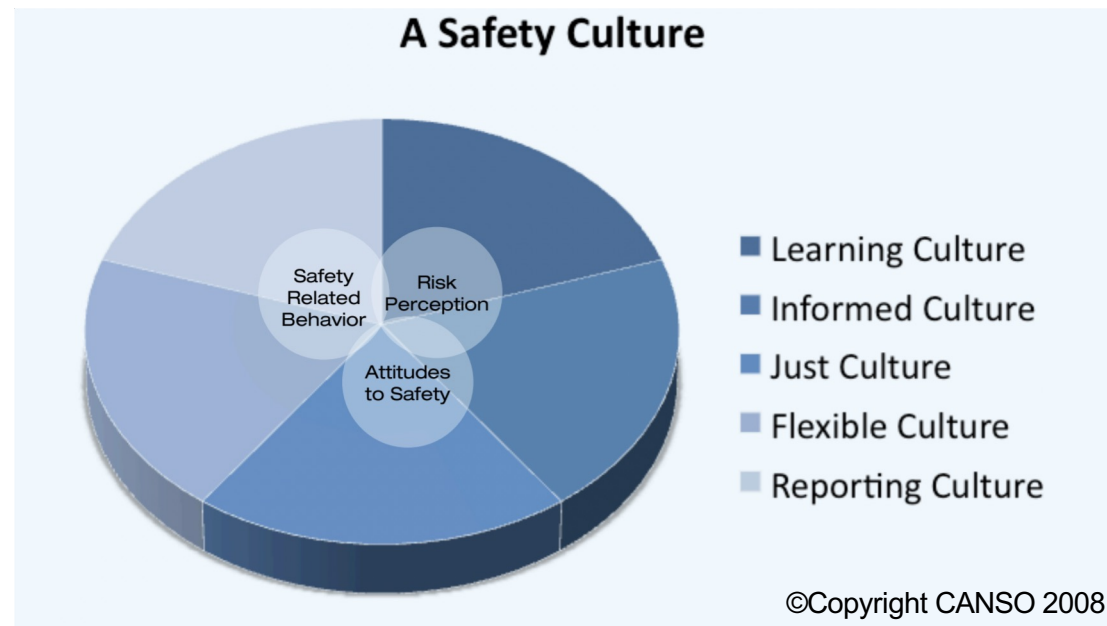 A Safety Culture
Safety
Related
Behavior
Risk
Perception
Attitudes
to Safety
Learning Culture
Informed Culture
Just Culture
Flexible Culture
Reporting Culture
©Copyright CANSO 2008